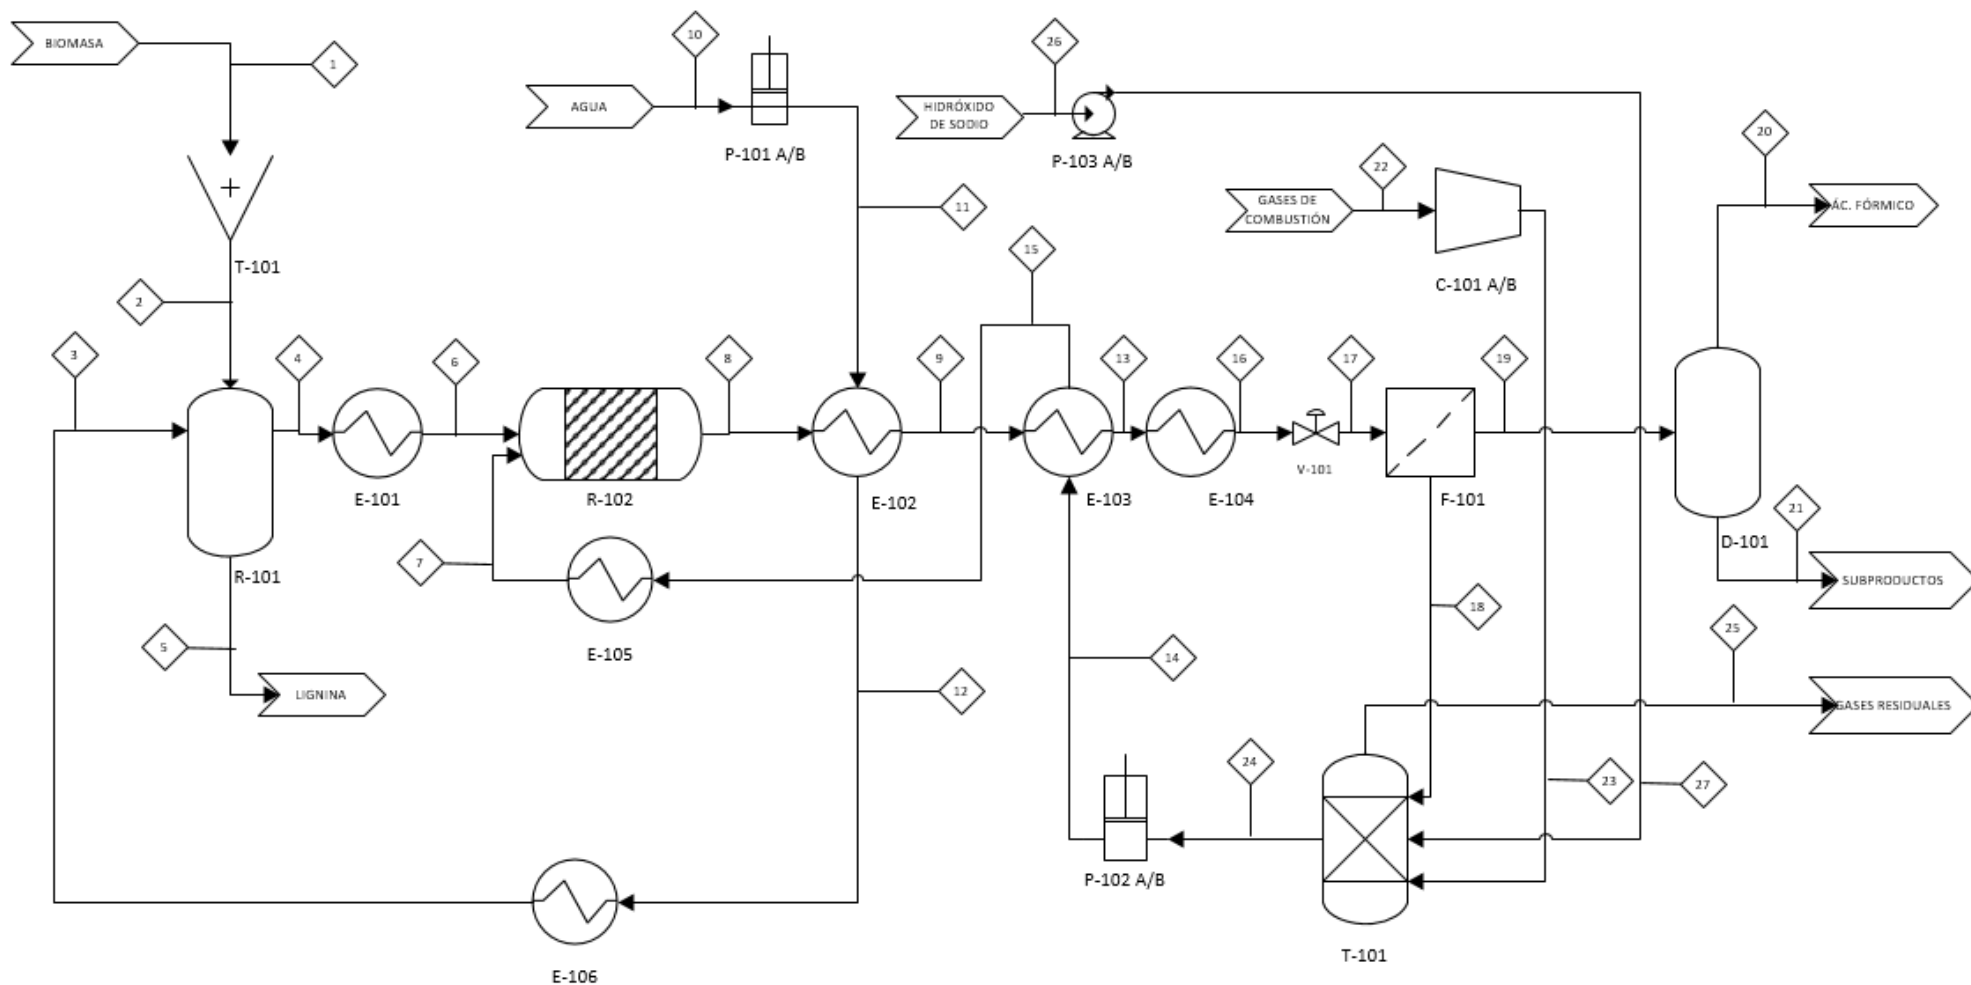 BIOMASA
1
10
26
AGUA
P-101 A/B
HIDRÓXIDO
DE SODIO
P-103 A/B
20
22
GASES DE
COMBUSTIÓN
C-101 A/B
ÁC. FÓRMICO
11
15
T-101
2
3
4
6
8
9
13
16
17
19
E-101
R-102
E-102
E-103
E-104
V-101
F-101
D-101
21
R-101
7
E-105
SUBPRODUCTOS
18
25
5
LIGNINA
14
12
GASES RESIDUALES
24
23
27
P-102 A/B
T-101
E-106